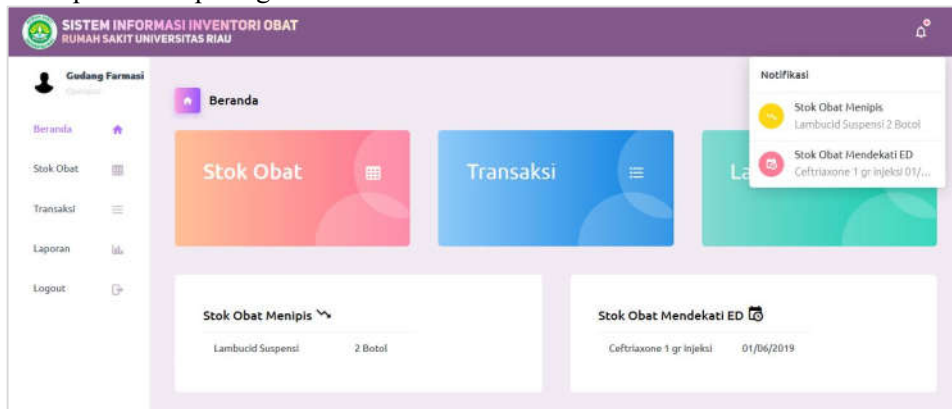 SISTEM INFORMASI INVENTORI OBAT
RUMAH SAKIT UNIVERSITAS RIAU
Gudang Farmasi
Beranda
Stok Obat
Transaksi
Laporan
Logout
Beranda
Stok Obat
Transaksi
La
Notifikasi
Stok Obat Menipis
Lambucid Suspensi 2 Botol
Stok Obat Mendekati ED
Ceftriaxone 1 gr injeksi 01/...
Stok Obat Menipis
Lambucid Suspensi 2 Botol
Stok Obat Mendekati ED
Ceftriaxone 1 gr injeksi 01/06/2019